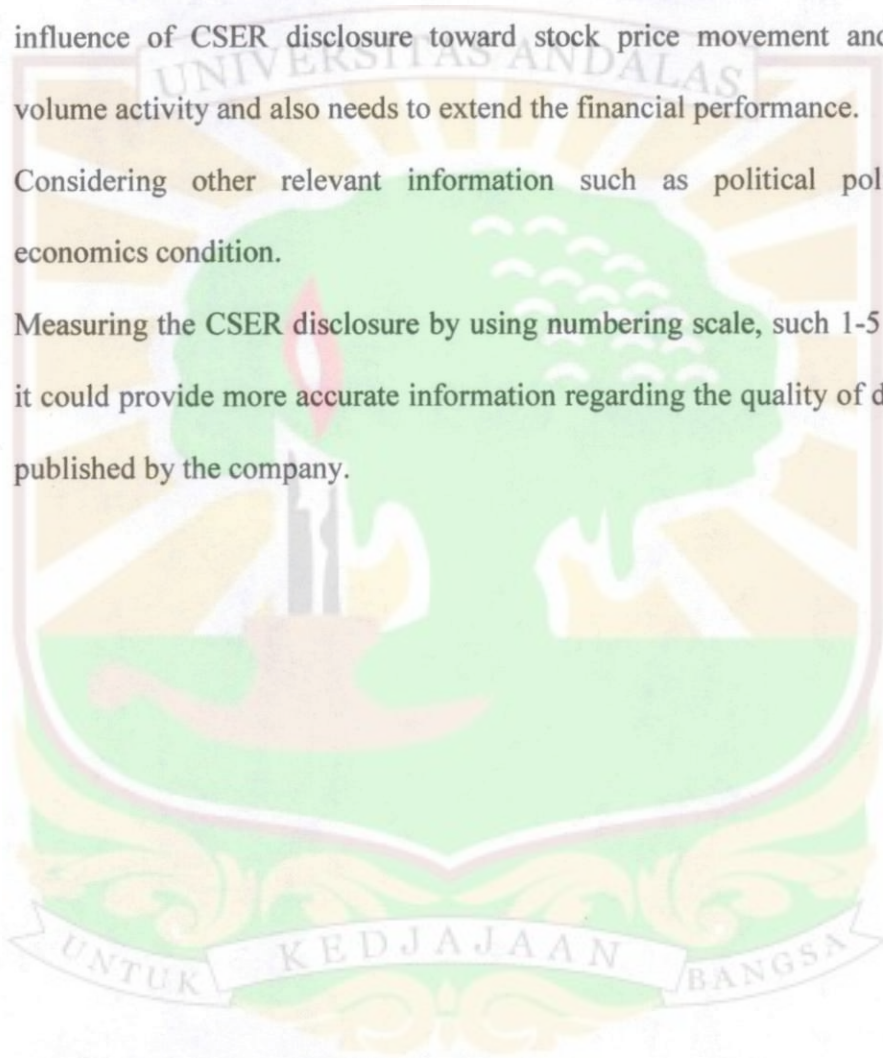 influence of CSER disclosure toward stock price movement and
UNIVERSITAS ANDALAS
volume activity and also needs to extend the financial performance.
Considering other relevant information such as political
economics condition.
Measuring the CSER disclosure by using numbering scale, such 1-5
it could provide more accurate information regarding the quality of
published by the company.
UNTUK KEDJAJAAN BANGSA